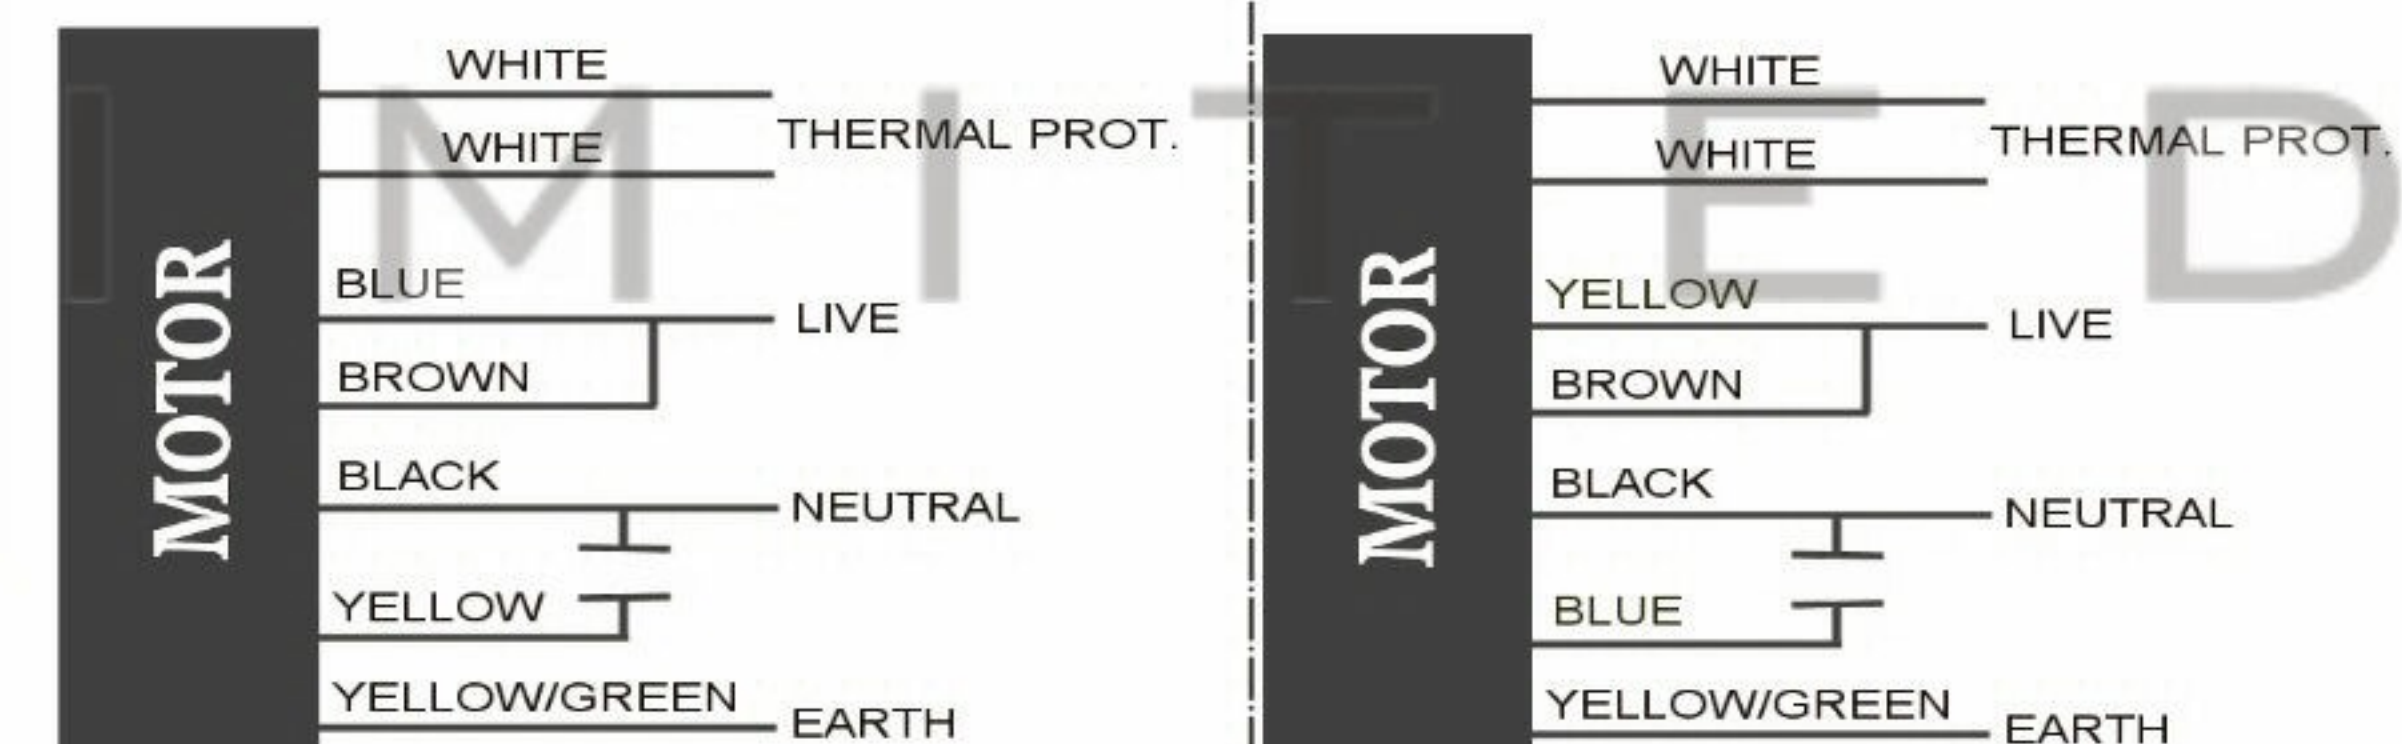 WHITE
WHITE
THERMAL PROT.
BLUE
LIVE
BROWN
BLACK
NEUTRAL
YELLOW
YELLOW/GREEN
EARTH
MOTOR
WHITE
WHITE
THERMAL PROT.
YELLOW
LIVE
BROWN
BLACK
NEUTRAL
BLUE
YELLOW/GREEN
EARTH
MOTOR
IMITED